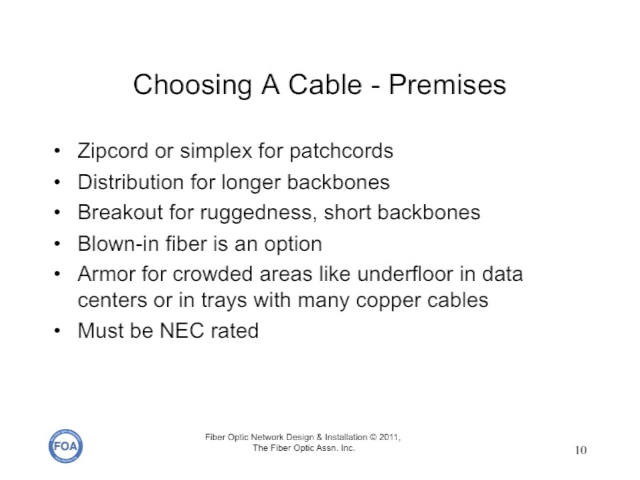 Choosing A Cable - Premises
• Zipcord or simplex for patchcords
• Distribution for longer backbones
• Breakout for ruggedness, short backbones
• Blown-in fiber is an option
• Armor for crowded areas like underfloor in data
centers or in trays with many copper cables
• Must be NEC rated
FOA
Fiber Optic Network Design & Installation © 2011,
The Fiber Optic Assn. Inc.
10